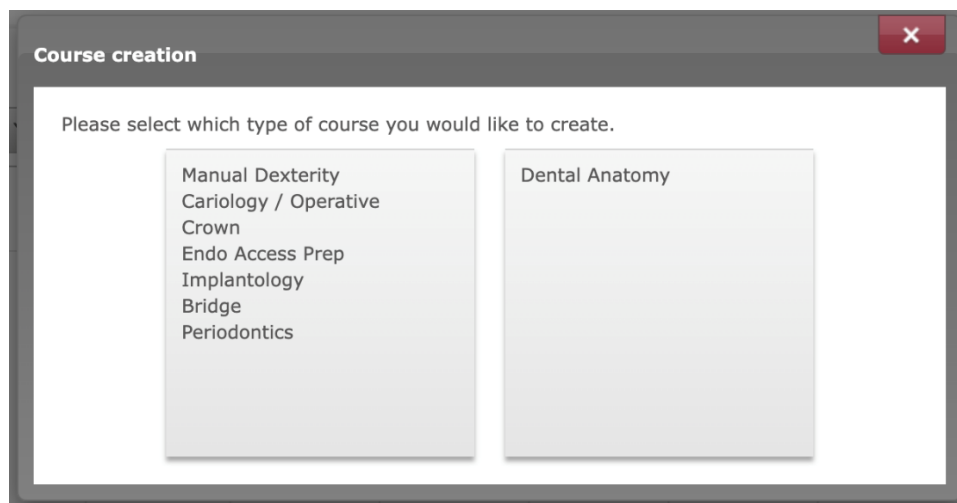 Course creation
Please select which type of course you would like to create.
Manual Dexterity
Cariology / Operative
Crown
Endo Access Prep
Implantology
Bridge
Periodontics
Dental Anatomy